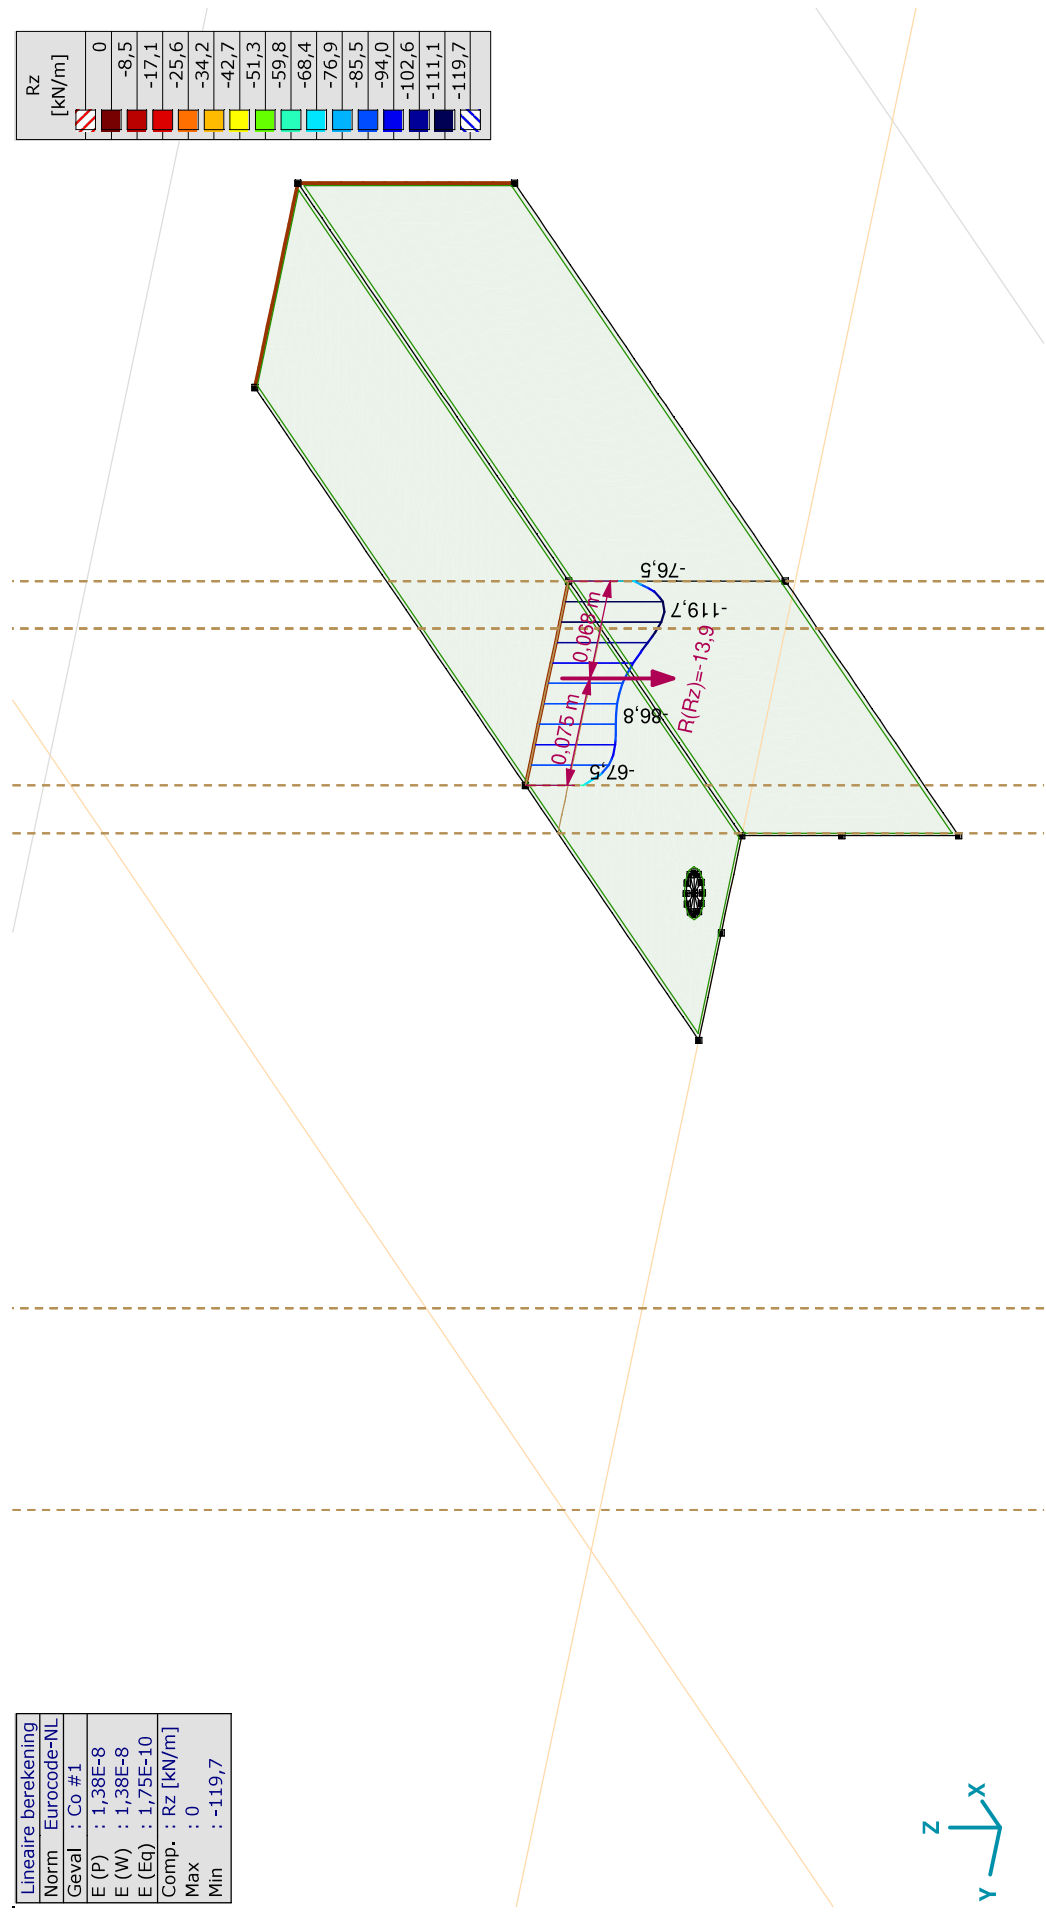 Rz
[kN/m]
0
-8,5
-17,1
-25,6
-34,2
-42,7
-51,3
-59,8
-68,4
-76,9
-85,5
-94,0
-102,6
-111,1
-119,7
-76,5
-119,7
0,068 m
R(Rz)=-13,9
-86,8
0,075 m
-67,5
Lineaire berekening
Norm Eurocode-NL
Geval : Co #1
E (P) : 1,38E-8
E (W) : 1,38E-8
E (Eq) : 1,75E-10
Comp. : Rz [kN/m]
Max : 0
Min : -119,7
X
Z
Y